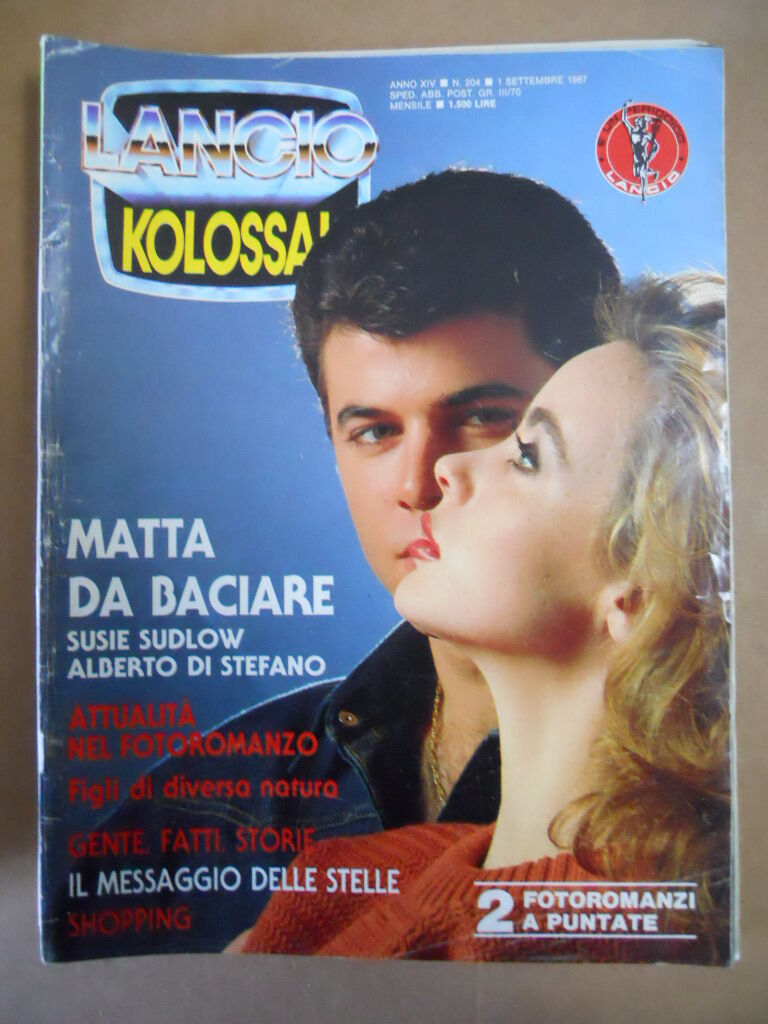 ANNO XIV ■ N. 204 ■ 1 SETTEMBRE 1987
SPED. ABB. POST. GR. III/70
MENSILE ■ 1.500 LIRE
LANCIO
KOLOSSAL
È UN PERIODICO
LANCIO
MATTA
DA BACIARE
SUSIE SUDLOW
ALBERTO DI STEFANO
ATTUALITÀ
NEL FOTOROMANZO
Figli di diversa natura
GENTE, FATTI, STORIE
IL MESSAGGIO DELLE STELLE
SHOPPING
2 FOTOROMANZI
A PUNTATE